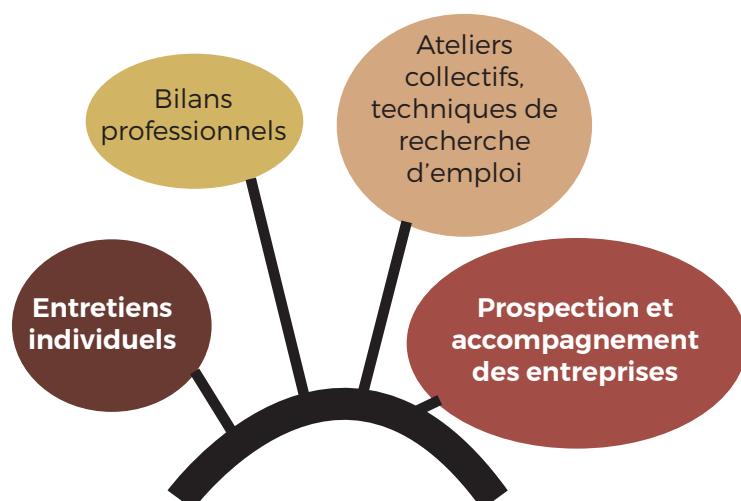 Bilans
professionnels
Ateliers
collectifs,
techniques de
recherche
d'emploi
Entretiens
individuels
Prospection et
accompagnement
des entreprises